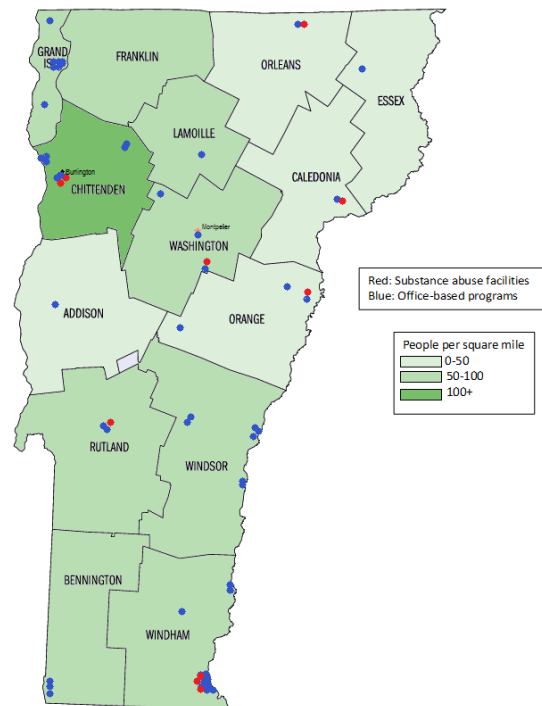 GRAND
ISLE
FRANKLIN
ORLEANS
ESSEX
LAMOILLE
Burlington
CHITTENDEN
CALEDONIA
Montpelier
WASHINGTON
Red: Substance abuse facilities
Blue: Office-based programs
ADDISON
ORANGE
People per square mile
0-50
50-100
100+
RUTLAND
WINDSOR
BENNINGTON
WINDHAM